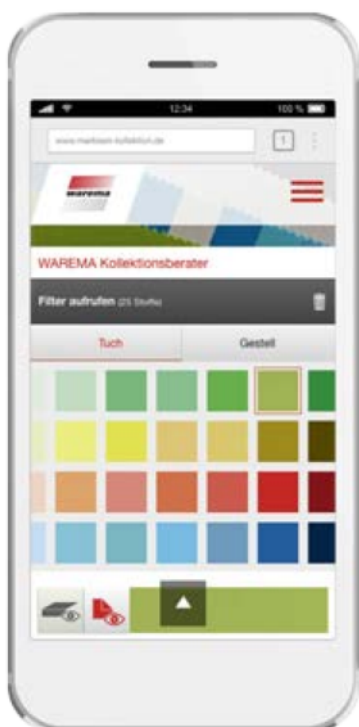 12:34
100 %
www.markisen-kollektion.de
1
warema
WAREMA Kollektionsberater
Filter aufrufen (25 Stoffe)
Tuch
Gestell